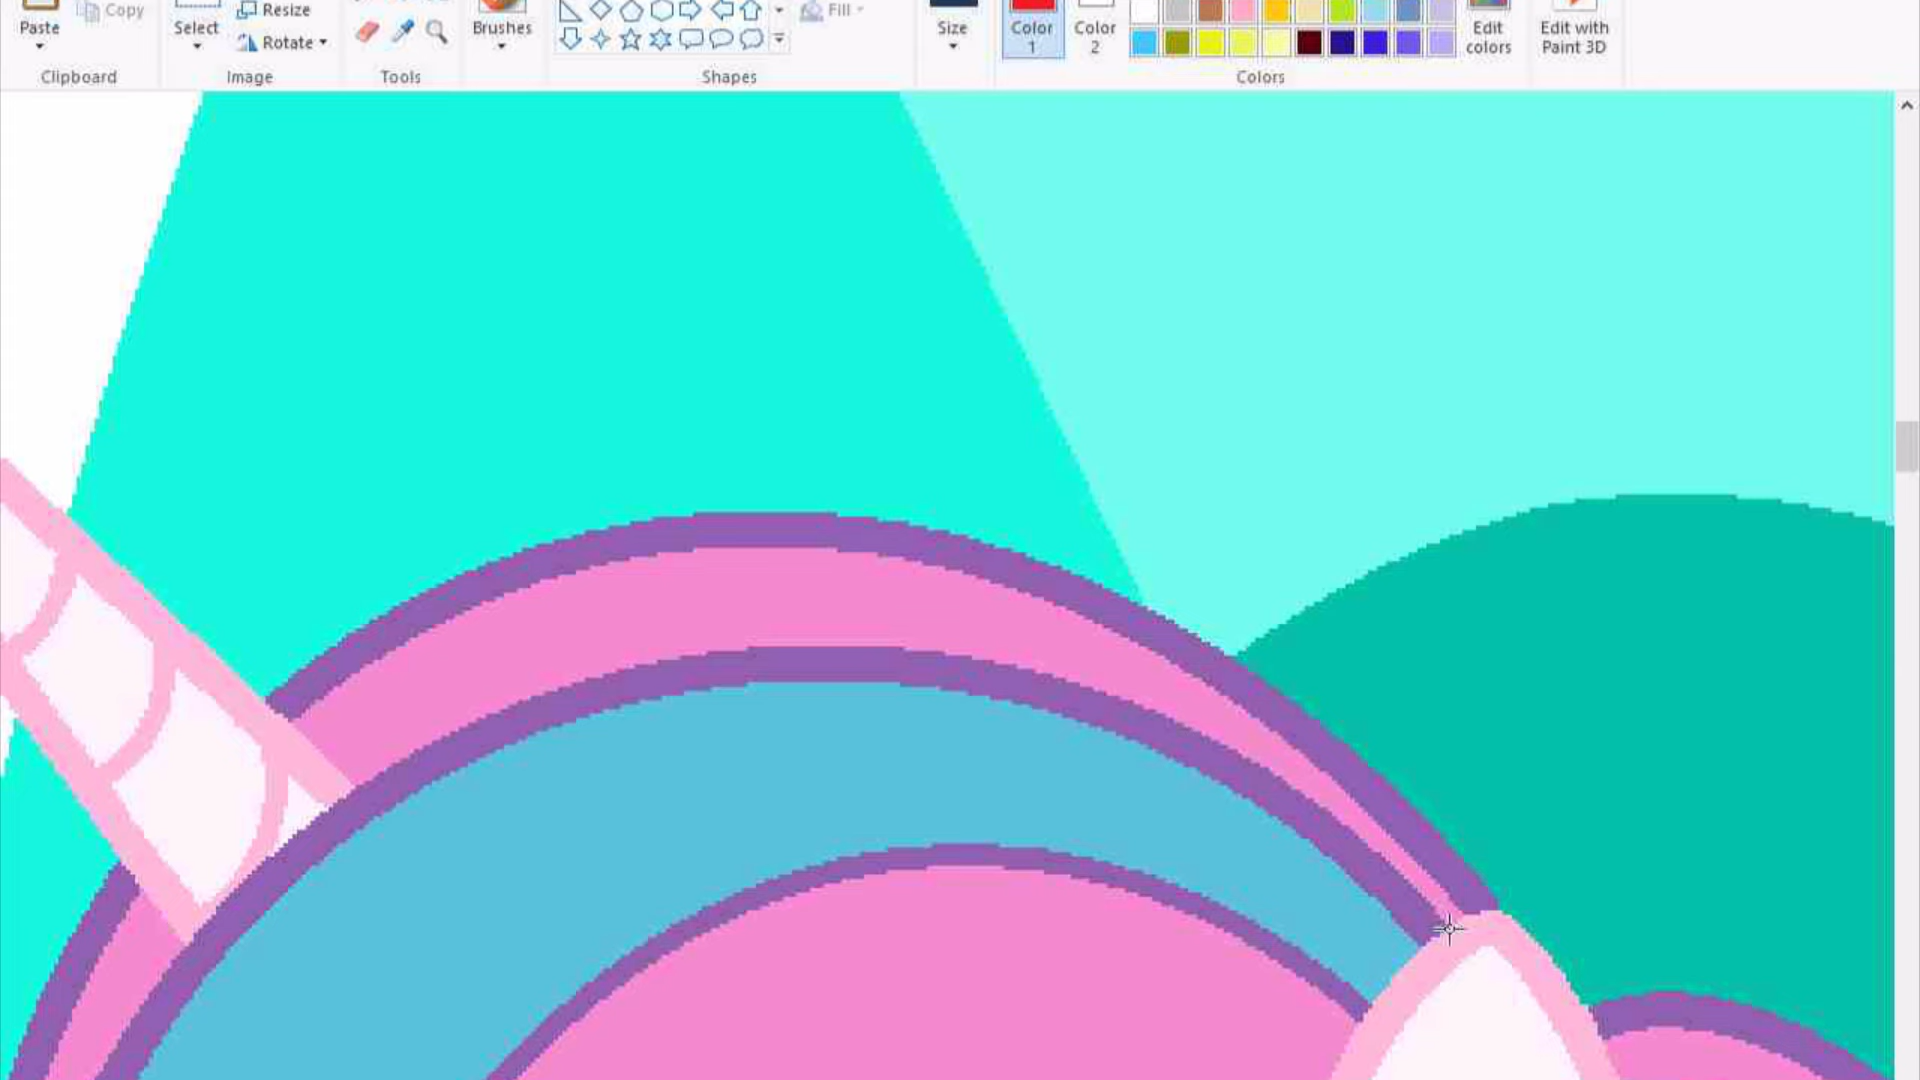 Paste
Copy
Select
Resize
Rotate
Brushes
Fill
Size
Color
1
Color
2
Edit
colors
Edit with
Paint 3D
Clipboard
Image
Tools
Shapes
Colors